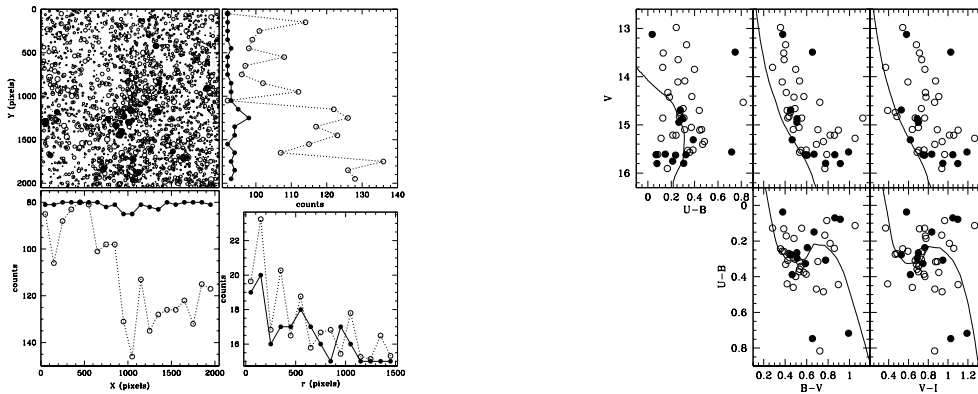 0
500
1000
1500
2000
Y (pixels)
100 110 120 130 140
counts
80
100
120
140
counts
0 500 1000 1500 2000
X (pixels)
22
20
18
16
counts
0 500 1000 1500
r (pixels)
13
14
15
16
V
0 0.2 0.4 0.6 0.8
U-B
0
0.2
0.4
0.6
0.8
U-B
0.2 0.4 0.6 0.8 1
B-V
0.4 0.6 0.8 1 1.2
V-I